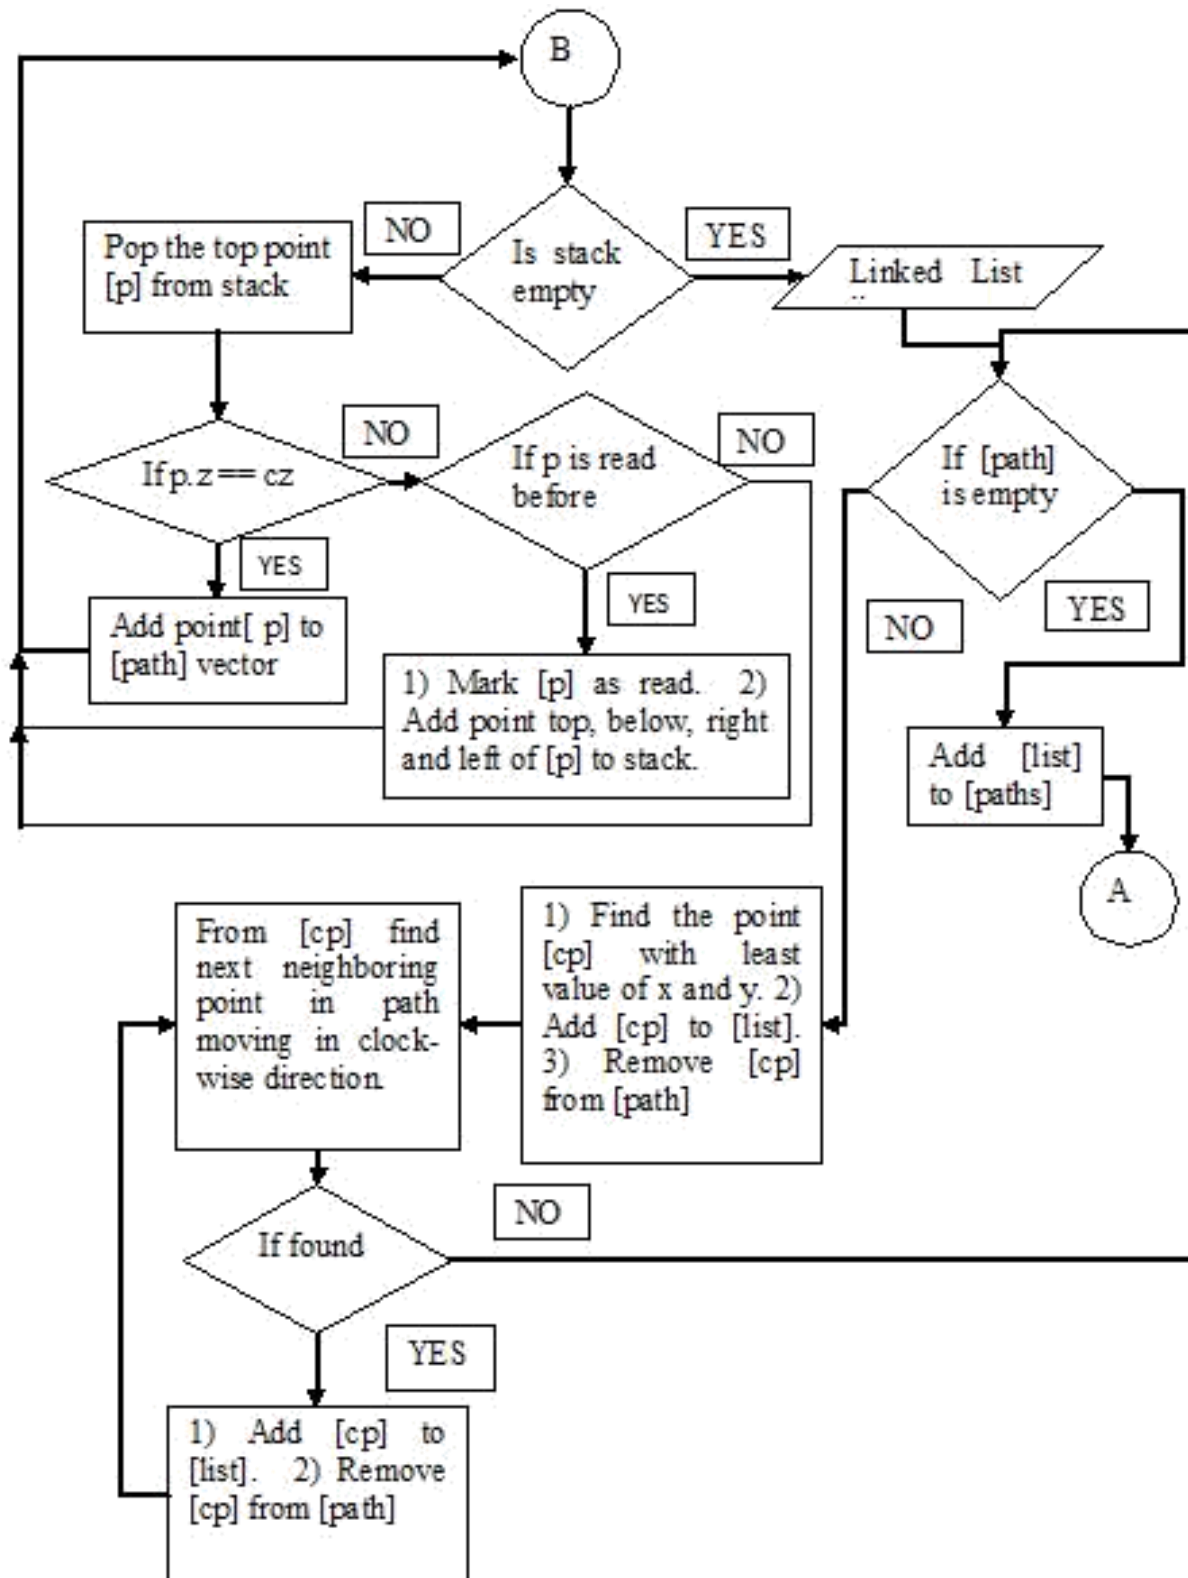 B
NO
YES
Pop the top point
[p] from stack
Is stack
empty
Linked List
NO
NO
If p.z == cz
If p is read
before
If [path]
is empty
YES
YES
YES
NO
Add point[ p] to
[path] vector
1) Mark [p] as read. 2)
Add point top, below, right
and left of [p] to stack.
Add [list]
to [paths]
A
From [cp] find
next neighboring
point in path
moving in clock-
wise direction.
1) Find the point
[cp] with least
value of x and y. 2)
Add [cp] to [list].
3) Remove [cp]
from [path]
NO
If found
YES
1) Add [cp] to
[list]. 2) Remove
[cp] from [path]